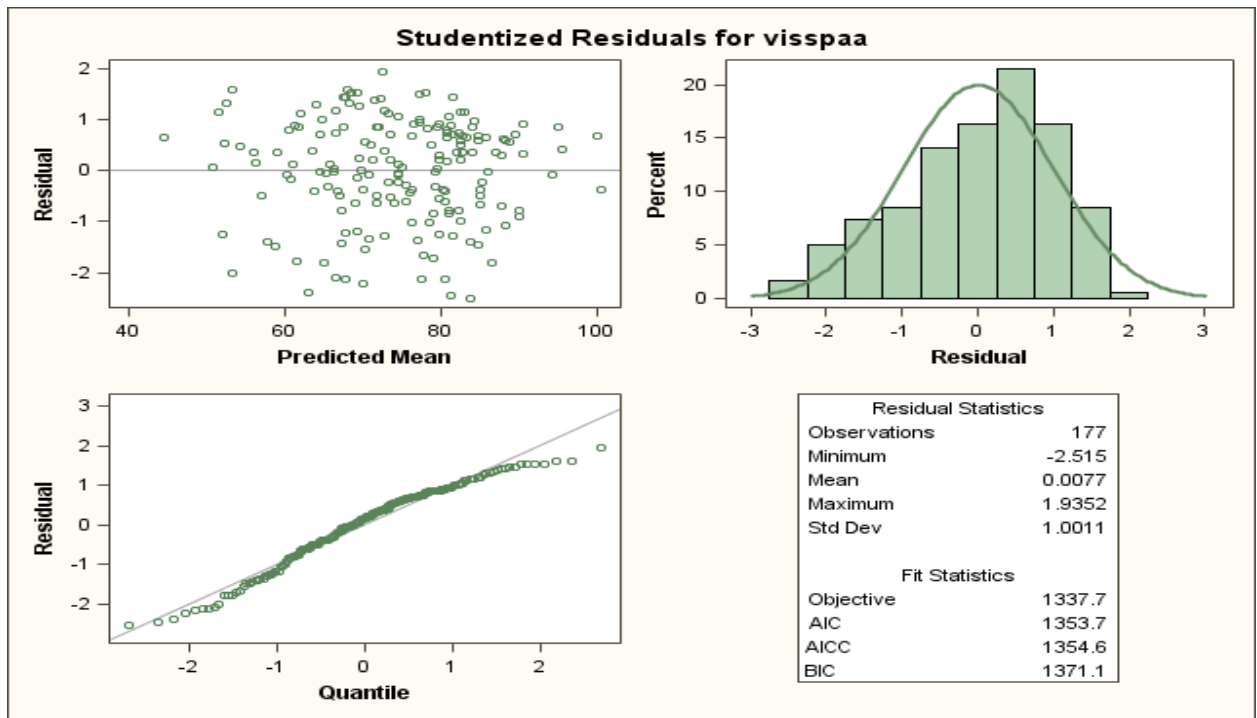 Studentized Residuals for visspaa
2
1
0
-1
-2
Residual
40 60 80 100
Predicted Mean
20
15
10
5
0
Percent
-3 -2 -1 0 1 2 3
Residual
3
2
1
0
-1
-2
Residual
-2 -1 0 1 2
Quantile
Residual Statistics
Observations 177
Minimum -2.515
Mean 0.0077
Maximum 1.9352
Std Dev 1.0011
Fit Statistics
Objective 1337.7
AIC 1353.7
AICC 1354.6
BIC 1371.1